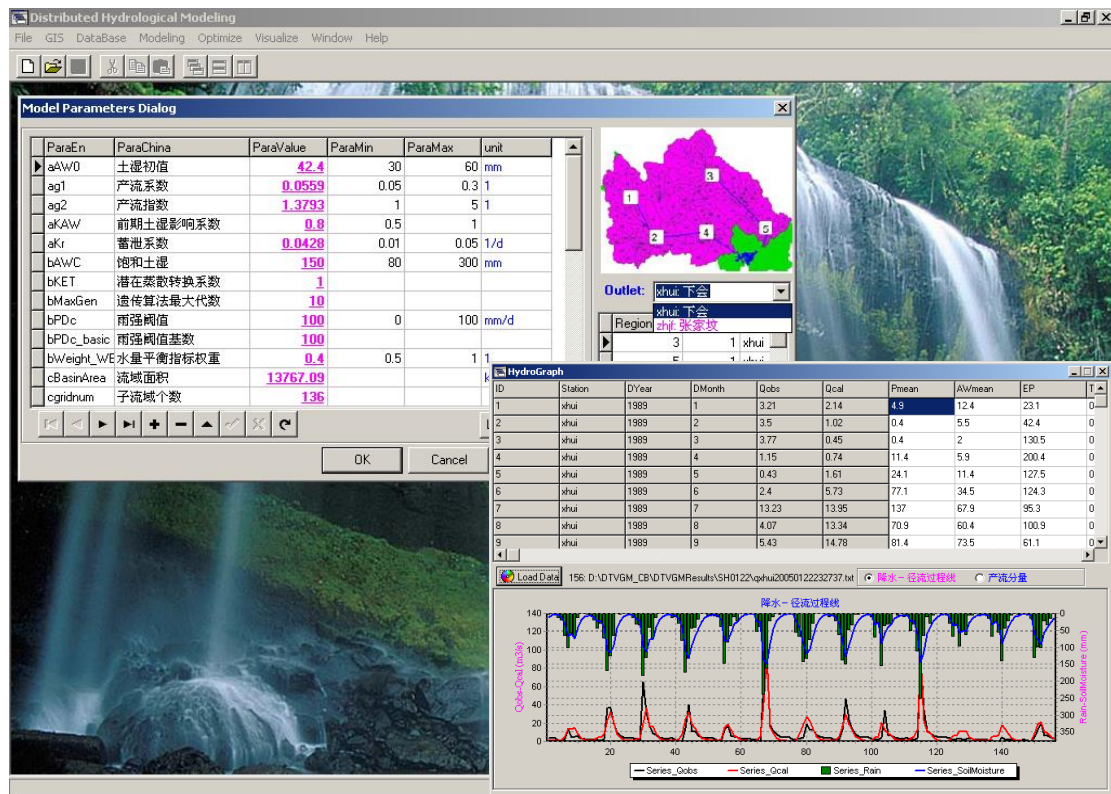 Distributed Hydrological Modeling
File GIS DataBase Modeling Optimize Visualize Window Help
Model Parameters Dialog
ParaEn ParaChina ParaValue ParaMin ParaMax unit
aAW0 土湿初值 42.4 30 60 mm
ag1 产流系数 0.0559 0.05 0.3 1
ag2 产流指数 1.3793 1 5 1
aKAW 前期土湿影响系数 0.8 0.5 1
aKr 蓄泄系数 0.0428 0.01 0.05 1/d
bAWC 饱和土湿 150 80 300 mm
bKET 潜在蒸散转换系数 1
bMaxGen 遗传算法最大代数 10
bPDc 雨强阈值 100 0 100 mm/d
bPDc_basic 雨强阈值基数 100
bWeight_WE 水量平衡指标权重 0.4 0.5 1 1
cBasinArea 流域面积 13767.09 k
cgridnum 子流域个数 136
OK Cancel
1 2 3 4 5
Outlet: xhui: 下会
xhui: 下会
zhjf: 张家坟
Region
3 1 xhui
5 1 xhui
HydroGraph
ID Station DYear DMonth Qobs Qcal Pmean AWmean EP T
1 xhui 1989 1 3.21 2.14 4.9 12.4 23.1 0
2 xhui 1989 2 3.5 1.02 0.4 5.5 42.4 0
3 xhui 1989 3 3.77 0.45 0.4 2 130.5 0
4 xhui 1989 4 1.15 0.74 11.4 5.9 200.4 0
5 xhui 1989 5 0.43 1.61 24.1 11.4 127.5 0
6 xhui 1989 6 2.4 5.73 77.1 34.5 124.3 0
7 xhui 1989 7 13.23 13.95 137 67.9 95.3 0
8 xhui 1989 8 4.07 13.34 70.9 60.4 100.9 0
9 xhui 1989 9 5.43 14.78 81.4 73.5 61.1 0
Load Data 156: D:\DTVGM_CB\DTVGMResults\SH0122\qxhui20050122232737.txt 降水-径流过程线 产流分量
降水-径流过程线
Qobs-Qcal (m3/s)
140
120
100
80
60
40
20
0
0
50
100
150
200
250
300
350
Rain-SoilMoisture (mm)
20 40 60 80 100 120 140
Series_Qobs Series_Qcal Series_Rain Series_SoilMoisture